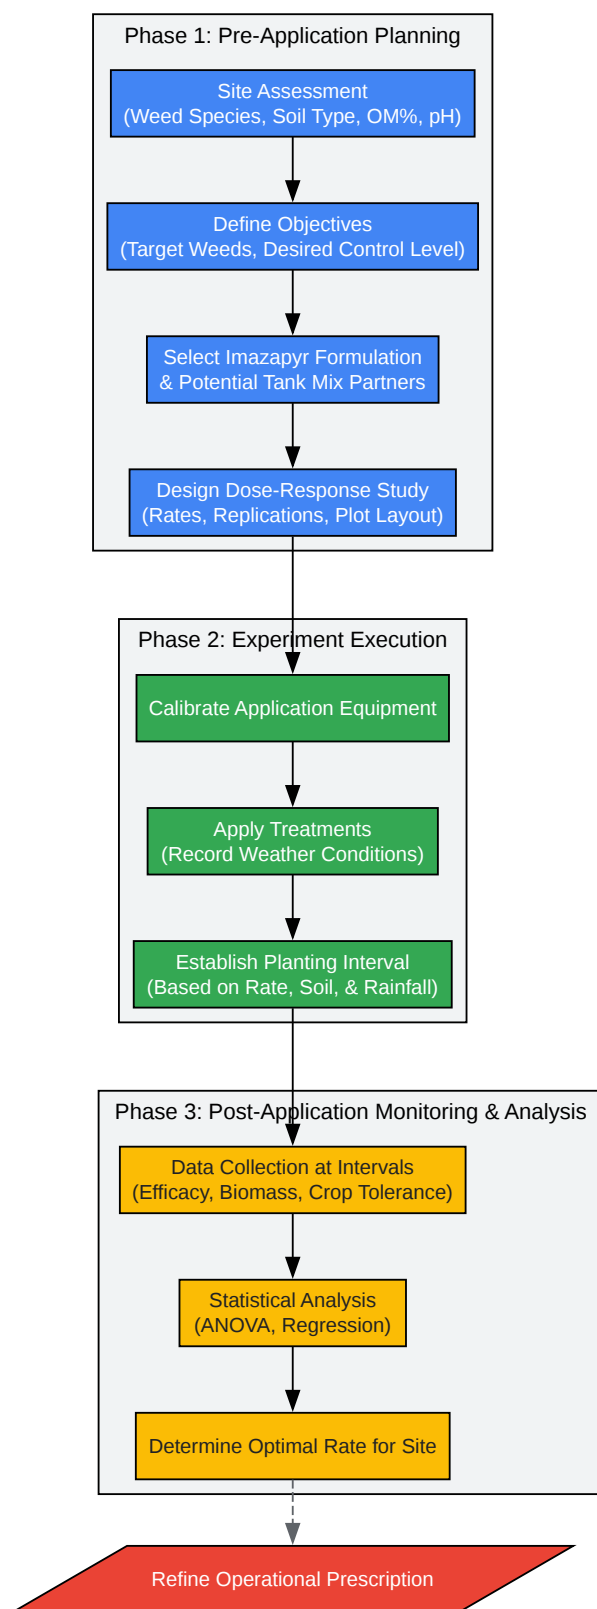 Phase 1: Pre-Application Planning
Site Assessment
(Weed Species, Soil Type, OM%, pH)
Define Objectives
(Target Weeds, Desired Control Level)
Select Imazapyr Formulation
& Potential Tank Mix Partners
Design Dose-Response Study
(Rates, Replications, Plot Layout)
Phase 2: Experiment Execution
Calibrate Application Equipment
Apply Treatments
(Record Weather Conditions)
Establish Planting Interval
(Based on Rate, Soil, & Rainfall)
Phase 3: Post-Application Monitoring & Analysis
Data Collection at Intervals
(Efficacy, Biomass, Crop Tolerance)
Statistical Analysis
(ANOVA, Regression)
Determine Optimal Rate for Site
Refine Operational Prescription